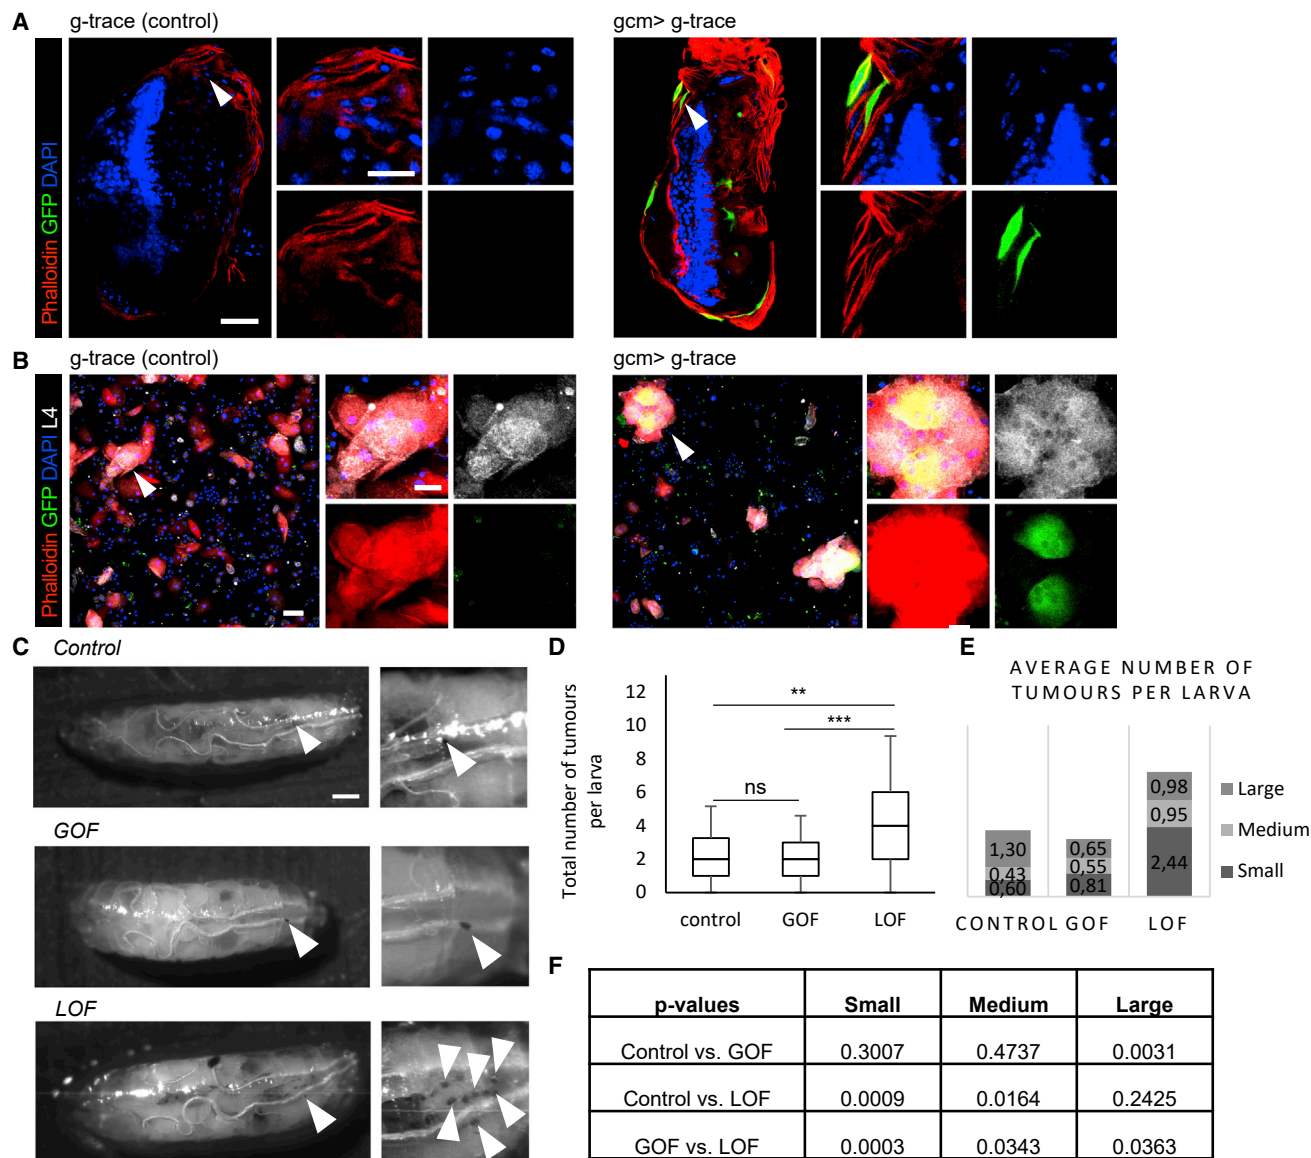 A
g-trace (control)
gcm> g-trace
Phalloidin GFP DAPI
B
g-trace (control)
gcm> g-trace
Phalloidin GFP DAPI L4
C
Control
GOF
LOF
D
Total number of tumours
per larva
12
10
8
6
4
2
0
**
***
ns
control GOF LOF
E
AVERAGE NUMBER OF
TUMOURS PER LARVA
1,30
0,43
0,60
0,65
0,55
0,81
0,98
0,95
2,44
CONTROL GOF LOF
Large
Medium
Small
F
p-values Small Medium Large
Control vs. GOF 0.3007 0.4737 0.0031
Control vs. LOF 0.0009 0.0164 0.2425
GOF vs. LOF 0.0003 0.0343 0.0363